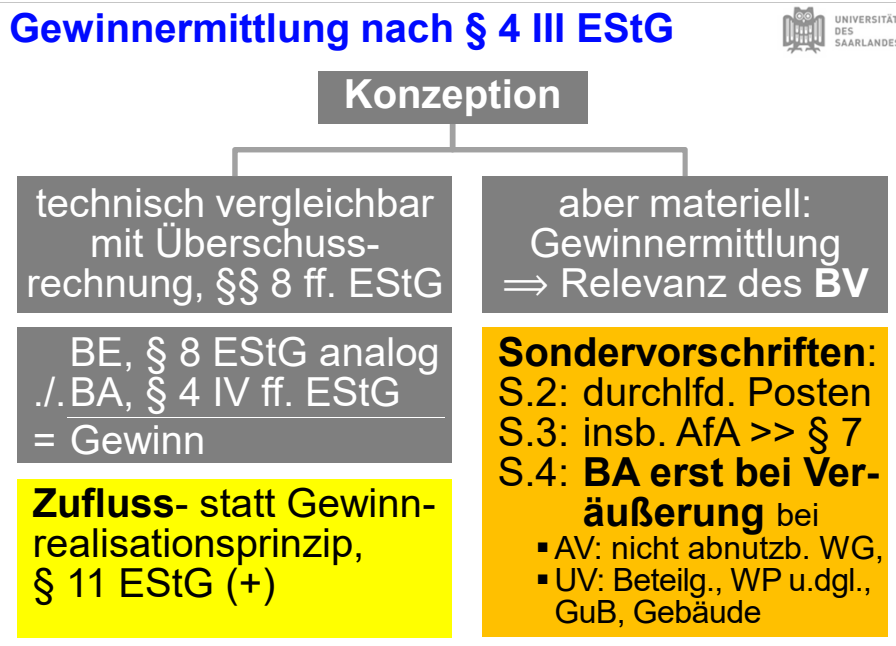 Gewinnermittlung nach § 4 III EStG
UNIVERSITÄT
DES
SAARLANDES
Konzeption
technisch vergleichbar
mit Überschuss-
rechnung, §§ 8 ff. EStG
aber materiell:
Gewinnermittlung
⟹ Relevanz des BV
BE, § 8 EStG analog
./. BA, § 4 IV ff. EStG
= Gewinn
Zufluss- statt Gewinn-
realisationsprinzip,
§ 11 EStG (+)
Sondervorschriften:
S.2: durchlfd. Posten
S.3: insb. AfA >> § 7
S.4: BA erst bei Ver-
äußerung bei
▪ AV: nicht abnutzb. WG,
▪ UV: Beteilg., WP u.dgl.,
GuB, Gebäude